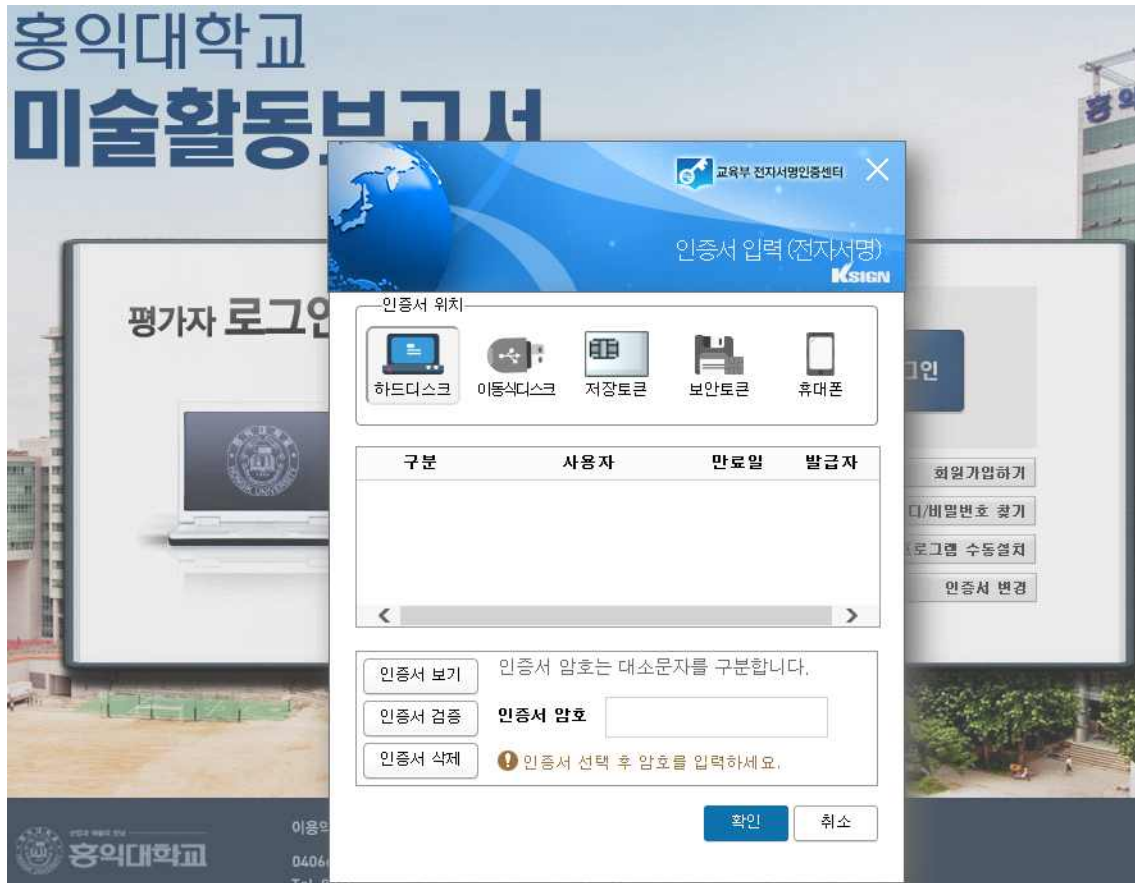 홍익대학교
미술활동보고서
교육부 전자서명인증센터
인증서 입력 (전자서명)
KSIGN
평가자 로그인
인증서 위치
하드디스크 이동식디스크 저장토큰 보안토큰 휴대폰
구분 사용자 만료일 발급자
회원가입하기
디/비밀번호 찾기
프로그램 수동설치
인증서 변경
인증서 보기
인증서 암호는 대소문자를 구분합니다.
인증서 검증
인증서 암호
인증서 삭제
인증서 선택 후 암호를 입력하세요.
확인 취소
홍익대학교
이용약
0406